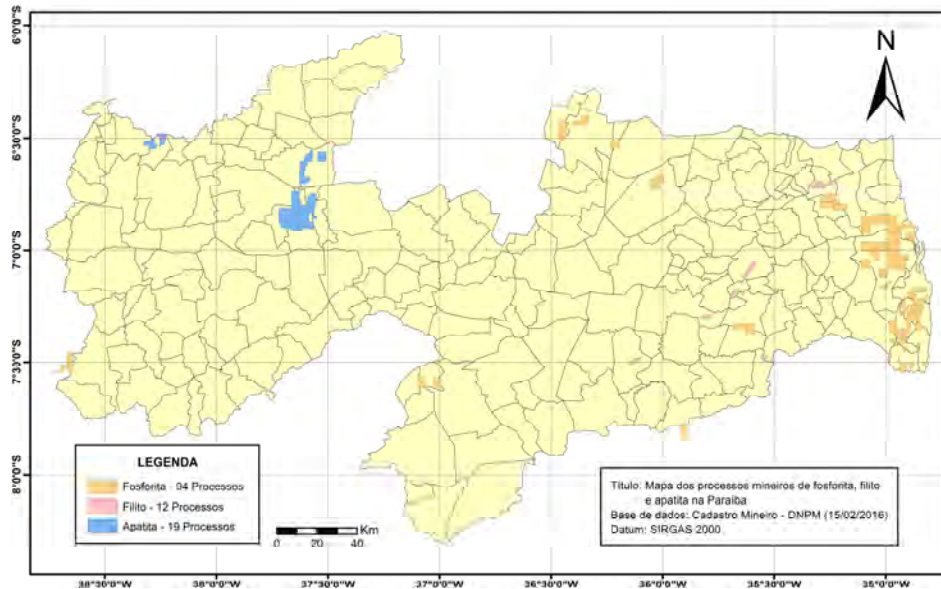 6°0'0"S
6°30'0"S
7°0'0"S
7°30'0"S
8°0'0"S
N
LEGENDA
Fosforita - 94 Processos
Filito - 12 Processos
Apatita - 19 Processos
Km
0 20 40
Título: Mapa dos processos mineiros de fosforita, filito
e apatita na Paraíba
Base de dados: Cadastro Mineiro - DNPM (15/02/2016)
Datum: SIRGAS 2000
38°30'0"W 38°0'0"W 37°30'0"W 37°0'0"W 36°30'0"W 36°0'0"W 35°30'0"W 35°0'0"W